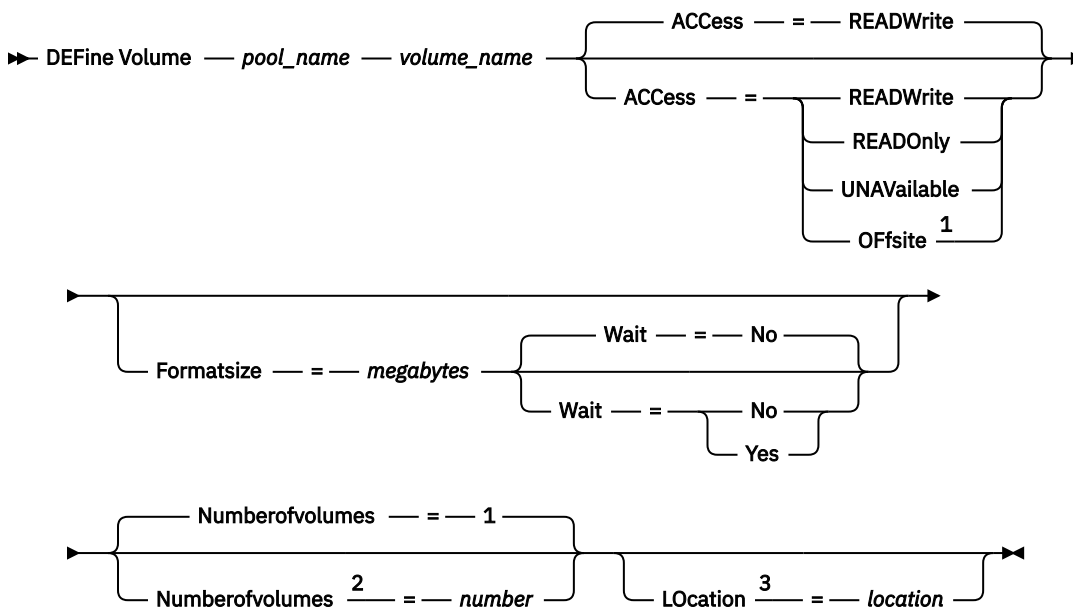 ACCess = READWrite
DEFine Volume pool_name volume_name
ACCess = READWrite
READOnly
UNAVailable
OFfsite 1
Wait = No
Formatsize = megabytes
Wait = No
Yes
Numberofvolumes = 1
Numberofvolumes 2 = number
LOcation 3 = location